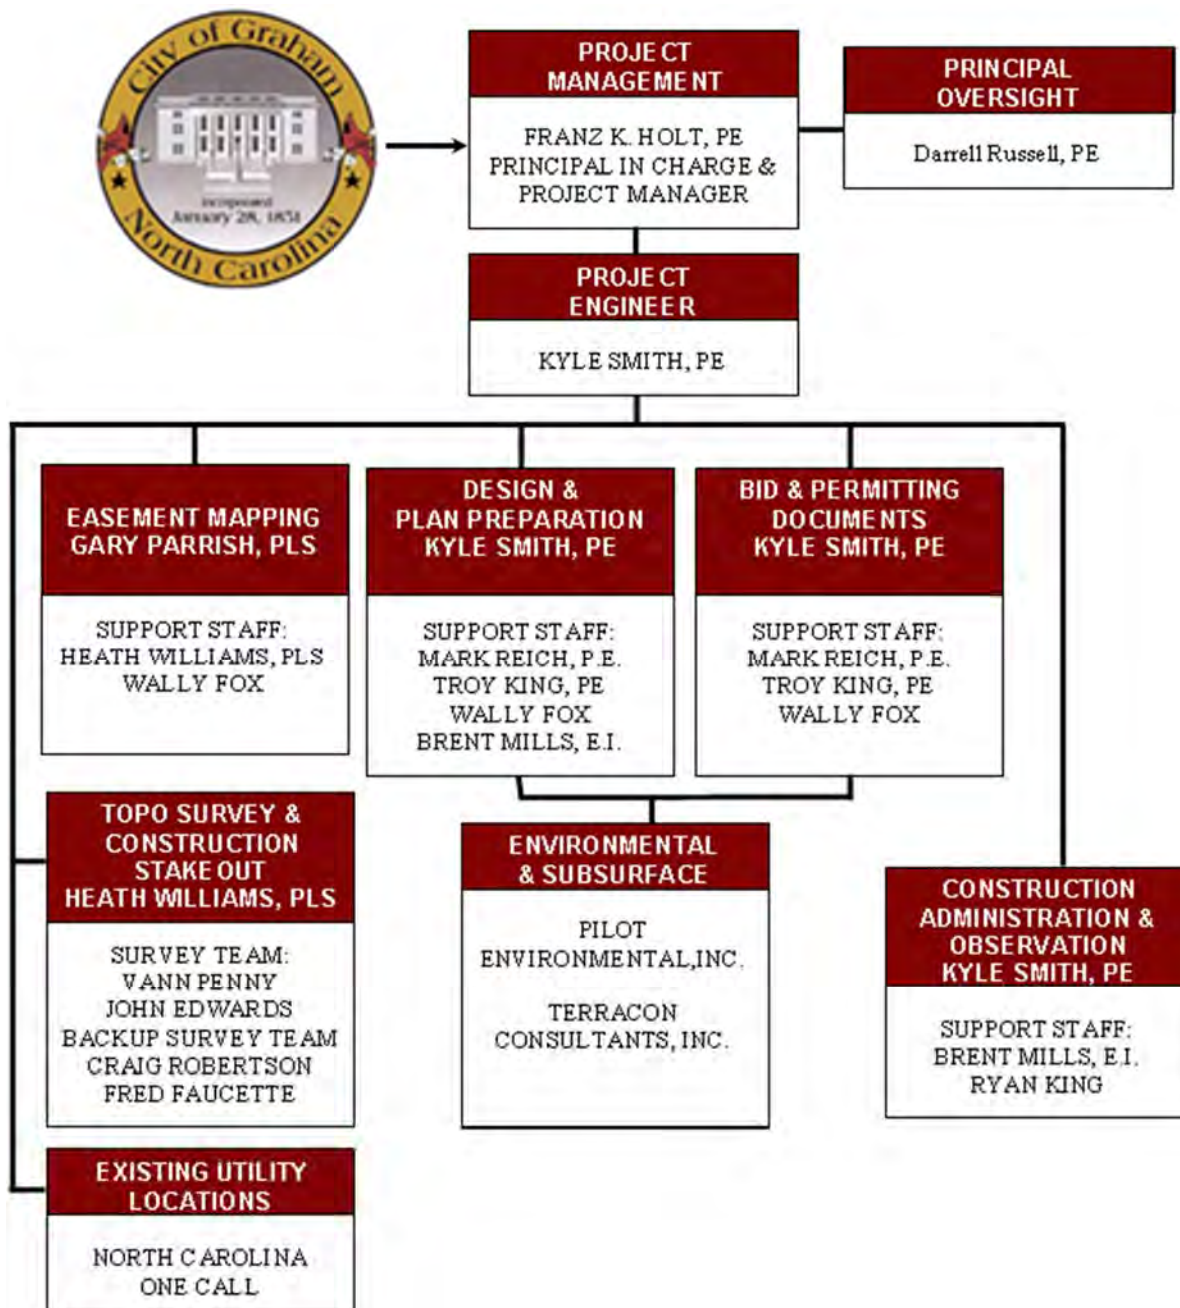 City of Graham
incorporated
January 28, 1851
North Carolina
PROJECT
MANAGEMENT
FRANZ K. HOLT, PE
PRINCIPAL IN CHARGE &
PROJECT MANAGER
PRINCIPAL
OVERSIGHT
Darrell Russell, PE
PROJECT
ENGINEER
KYLE SMITH, PE
EASEMENT MAPPING
GARY PARRISH, PLS
SUPPORT STAFF:
HEATH WILLIAMS, PLS
WALLY FOX
DESIGN &
PLAN PREPARATION
KYLE SMITH, PE
SUPPORT STAFF:
MARK REICH, P.E.
TROY KING, PE
WALLY FOX
BRENT MILLS, E.I.
BID & PERMITTING
DOCUMENTS
KYLE SMITH, PE
SUPPORT STAFF:
MARK REICH, P.E.
TROY KING, PE
WALLY FOX
TOPO SURVEY &
CONSTRUCTION
STAKE OUT
HEATH WILLIAMS, PLS
SURVEY TEAM:
VANN PENNY
JOHN EDWARDS
BACKUP SURVEY TEAM
CRAIG ROBERTSON
FRED FAUCETTE
ENVIRONMENTAL
& SUBSURFACE
PILOT
ENVIRONMENTAL,INC.
TERRACON
CONSULTANTS, INC.
CONSTRUCTION
ADMINISTRATION &
OBSERVATION
KYLE SMITH, PE
SUPPORT STAFF:
BRENT MILLS, E.I.
RYAN KING
EXISTING UTILITY
LOCATIONS
NORTH CAROLINA
ONE CALL